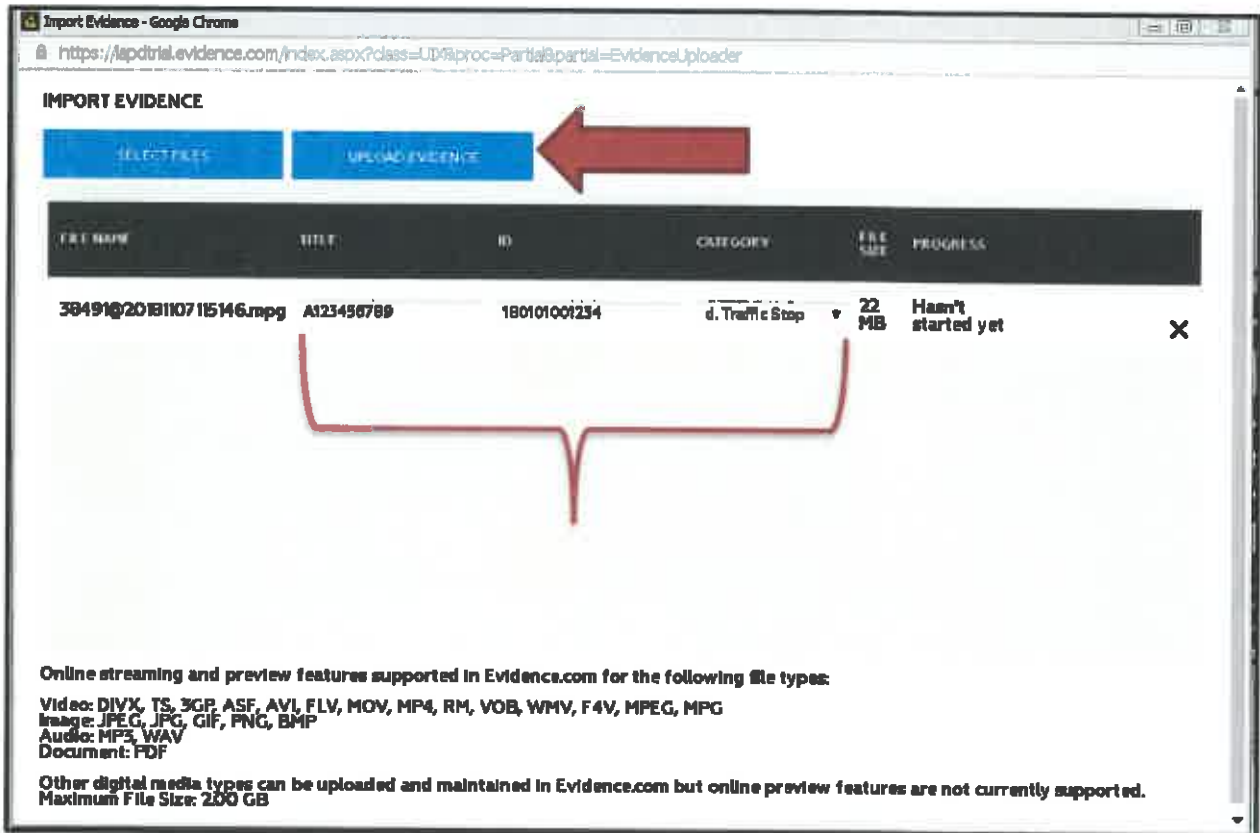 Import Evidence - Google Chrome
https://lapdtrial.evidence.com/index.aspx?class=UIX&proc=Partial&partial=EvidenceUploader
IMPORT EVIDENCE
SELECT FILES UPLOAD EVIDENCE
FILE NAME TITLE ID CATEGORY FILE SIZE PROGRESS
38491@20181107115146.mpg A123456789 180101001234 d. Traffic Stop 22 MB Hasn't
started yet
Online streaming and preview features supported in Evidence.com for the following file types:
Video: DIVX, TS, 3GP, ASF, AVI, FLV, MOV, MP4, RM, VOB, WMV, F4V, MPEG, MPG
Image: JPEG, JPG, GIF, PNG, BMP
Audio: MP3, WAV
Document: PDF
Other digital media types can be uploaded and maintained in Evidence.com but online preview features are not currently supported.
Maximum File Size: 2.00 GB